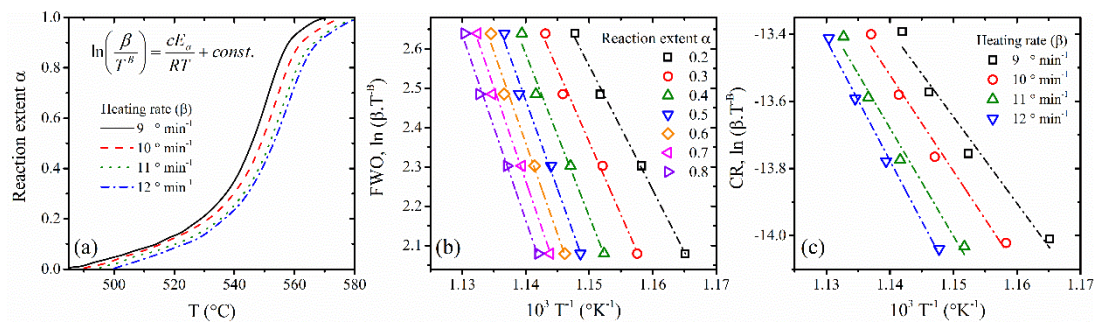 ln(β/T^B) = cE_a/RT + const.
Heating rate (β)
9 ° min⁻¹
10 ° min⁻¹
11 ° min⁻¹
12 ° min⁻¹
(a)
Reaction extent α
1.0
0.8
0.6
0.4
0.2
0.0
500 520 540 560 580
T (°C)
FWO, ln (β.T⁻ᴮ)
2.6
2.5
2.4
2.3
2.2
2.1
Reaction extent α
0.2
0.3
0.4
0.5
0.6
0.7
0.8
(b)
1.13 1.14 1.15 1.16 1.17
10³ T⁻¹ (°K⁻¹)
CR, ln (β.T⁻ᴮ)
-13.4
-13.6
-13.8
-14.0
Heating rate (β)
9 ° min⁻¹
10 ° min⁻¹
11 ° min⁻¹
12 ° min⁻¹
(c)
1.13 1.14 1.15 1.16 1.17
10³ T⁻¹ (°K⁻¹)